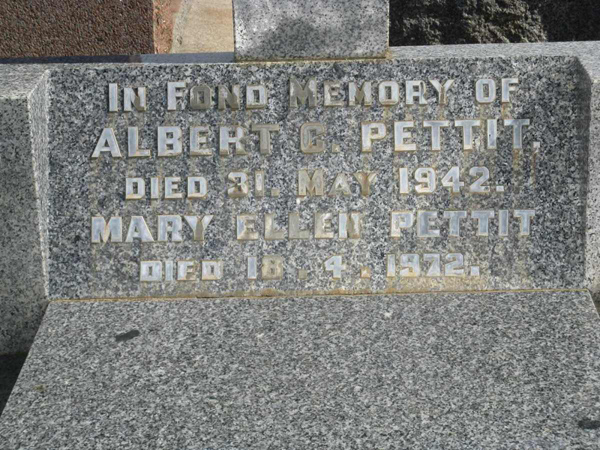 IN FOND MEMORY OF
ALBERT G. PETTIT.
DIED 31. MAY 1942.
MARY ELLEN PETTIT
DIED 18.4.1972.